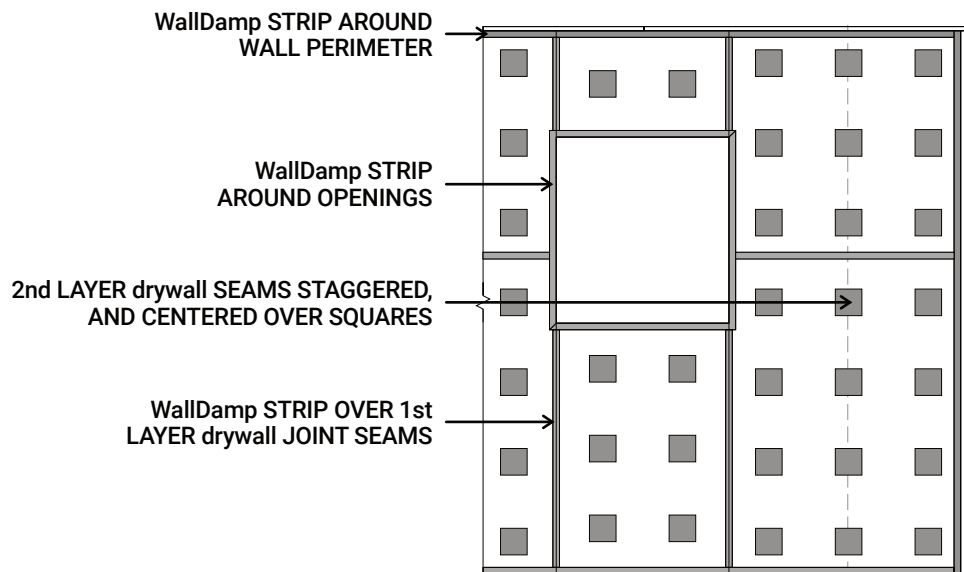 WallDamp STRIP AROUND
WALL PERIMETER
WallDamp STRIP
AROUND OPENINGS
2nd LAYER drywall SEAMS STAGGERED,
AND CENTERED OVER SQUARES
WallDamp STRIP OVER 1st
LAYER drywall JOINT SEAMS